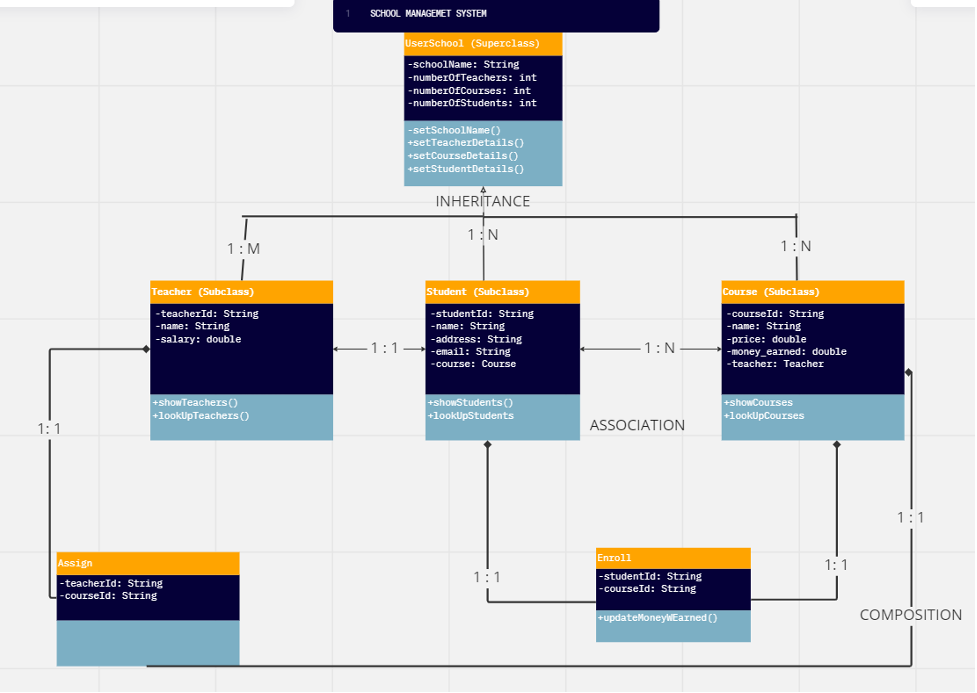 1 SCHOOL MANAGEMET SYSTEM
UserSchool (Superclass)
-schoolName: String
-numberOfTeachers: int
-numberOfCourses: int
-numberOfStudents: int
-setSchoolName()
+setTeacherDetails()
+setCourseDetails()
+setStudentDetails()
INHERITANCE
1 : M
1 : N
1 : N
Teacher (Subclass)
-teacherId: String
-name: String
-salary: double
+showTeachers()
+lookUpTeachers()
1 : 1
Student (Subclass)
-studentId: String
-name: String
-address: String
-email: String
-course: Course
+showStudents()
+lookUpStudents
1 : N
Course (Subclass)
-courseId: String
-name: String
-price: double
-money_earned: double
-teacher: Teacher
+showCourses
+lookUpCourses
ASSOCIATION
1: 1
1 : 1
1: 1
1 : 1
Assign
-teacherId: String
-courseId: String
Enroll
-studentId: String
-courseId: String
+updateMoneyWEarned()
COMPOSITION